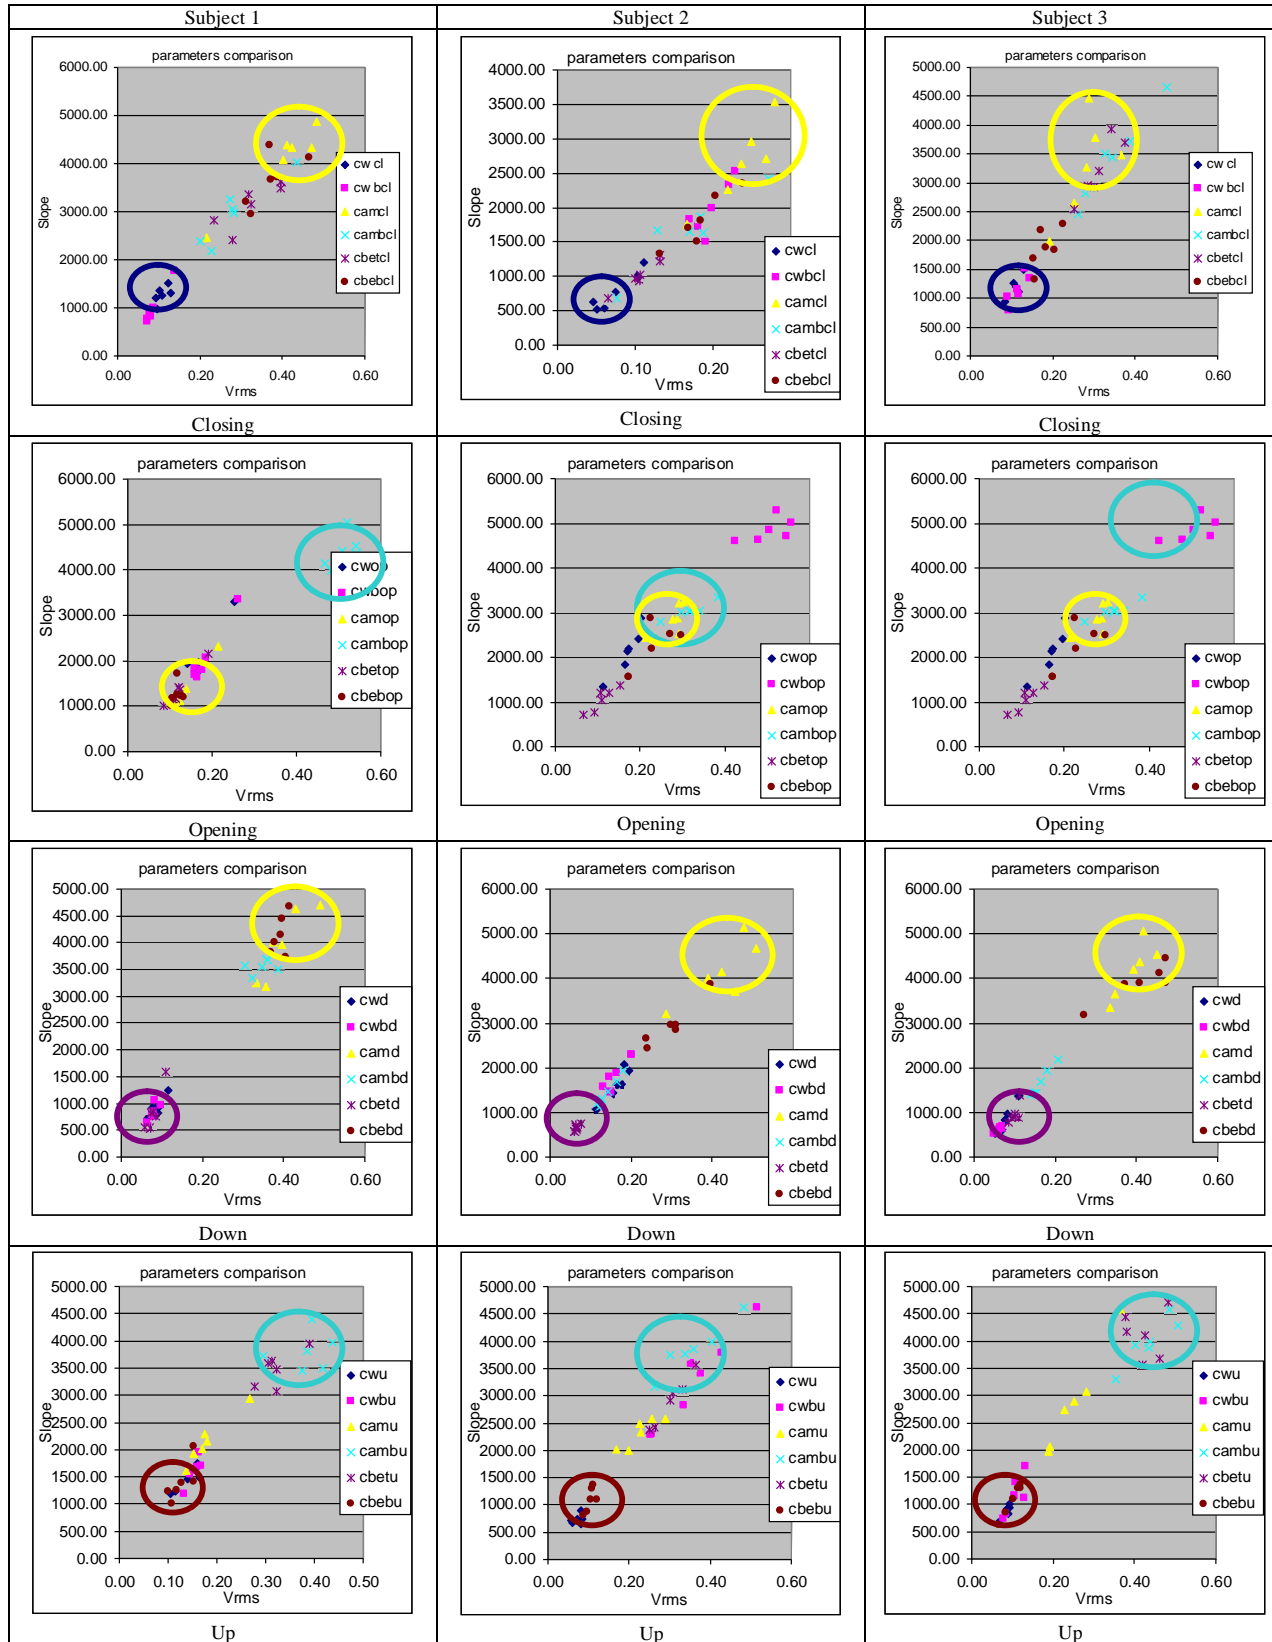 Subject 1
Subject 2
Subject 3
parameters comparison
6000.00
5000.00
4000.00
3000.00
2000.00
1000.00
0.00
0.00
0.20
0.40
0.60
Slope
Vrms
cwcl
cwbcl
camcl
cambcl
cbetcl
cbebcl
Closing
parameters comparison
4000.00
3500.00
3000.00
2500.00
2000.00
1500.00
1000.00
500.00
0.00
0.00
0.10
0.20
Slope
Vrms
cwcl
cwbcl
camcl
cambcl
cbetcl
cbebcl
Closing
parameters comparison
5000.00
4500.00
4000.00
3500.00
3000.00
2500.00
2000.00
1500.00
1000.00
500.00
0.00
0.00
0.20
0.40
0.60
Slope
Vrms
cwcl
cwbcl
camcl
cambcl
cbetcl
cbebcl
Closing
parameters comparison
6000.00
5000.00
4000.00
3000.00
2000.00
1000.00
0.00
0.00
0.20
0.40
0.60
Slope
Vrms
cwop
cwbop
camop
cambop
cbetop
cbebop
Opening
parameters comparison
6000.00
5000.00
4000.00
3000.00
2000.00
1000.00
0.00
0.00
0.20
0.40
Slope
Vrms
cwop
cwbop
camop
cambop
cbetop
cbebop
Opening
parameters comparison
6000.00
5000.00
4000.00
3000.00
2000.00
1000.00
0.00
0.00
0.20
0.40
Slope
Vrms
cwop
cwbop
camop
cambop
cbetop
cbebop
Opening
parameters comparison
5000.00
4500.00
4000.00
3500.00
3000.00
2500.00
2000.00
1500.00
1000.00
500.00
0.00
0.00
0.20
0.40
0.60
Slope
Vrms
cwd
cwbd
camd
cambd
cbetd
cbebd
Down
parameters comparison
6000.00
5000.00
4000.00
3000.00
2000.00
1000.00
0.00
0.00
0.20
0.40
0.60
Slope
Vrms
cwd
cwbd
camd
cambd
cbetd
cbebd
Down
parameters comparison
6000.00
5000.00
4000.00
3000.00
2000.00
1000.00
0.00
0.00
0.20
0.40
0.60
Slope
Vrms
cwd
cwbd
camd
cambd
cbetd
cbebd
Down
parameters comparison
5000.00
4500.00
4000.00
3500.00
3000.00
2500.00
2000.00
1500.00
1000.00
500.00
0.00
0.00
0.10
0.20
0.30
0.40
0.50
Slope
Vrms
cwu
cwbu
camu
cambu
cbetu
cbebu
Up
parameters comparison
5000.00
4500.00
4000.00
3500.00
3000.00
2500.00
2000.00
1500.00
1000.00
500.00
0.00
0.00
0.20
0.40
0.60
Slope
Vrms
cwu
cwbu
camu
cambu
cbetu
cbebu
Up
parameters comparison
5000.00
4500.00
4000.00
3500.00
3000.00
2500.00
2000.00
1500.00
1000.00
500.00
0.00
0.00
0.20
0.40
0.60
Slope
Vrms
cwu
cwbu
camu
cambu
cbetu
cbebu
Up